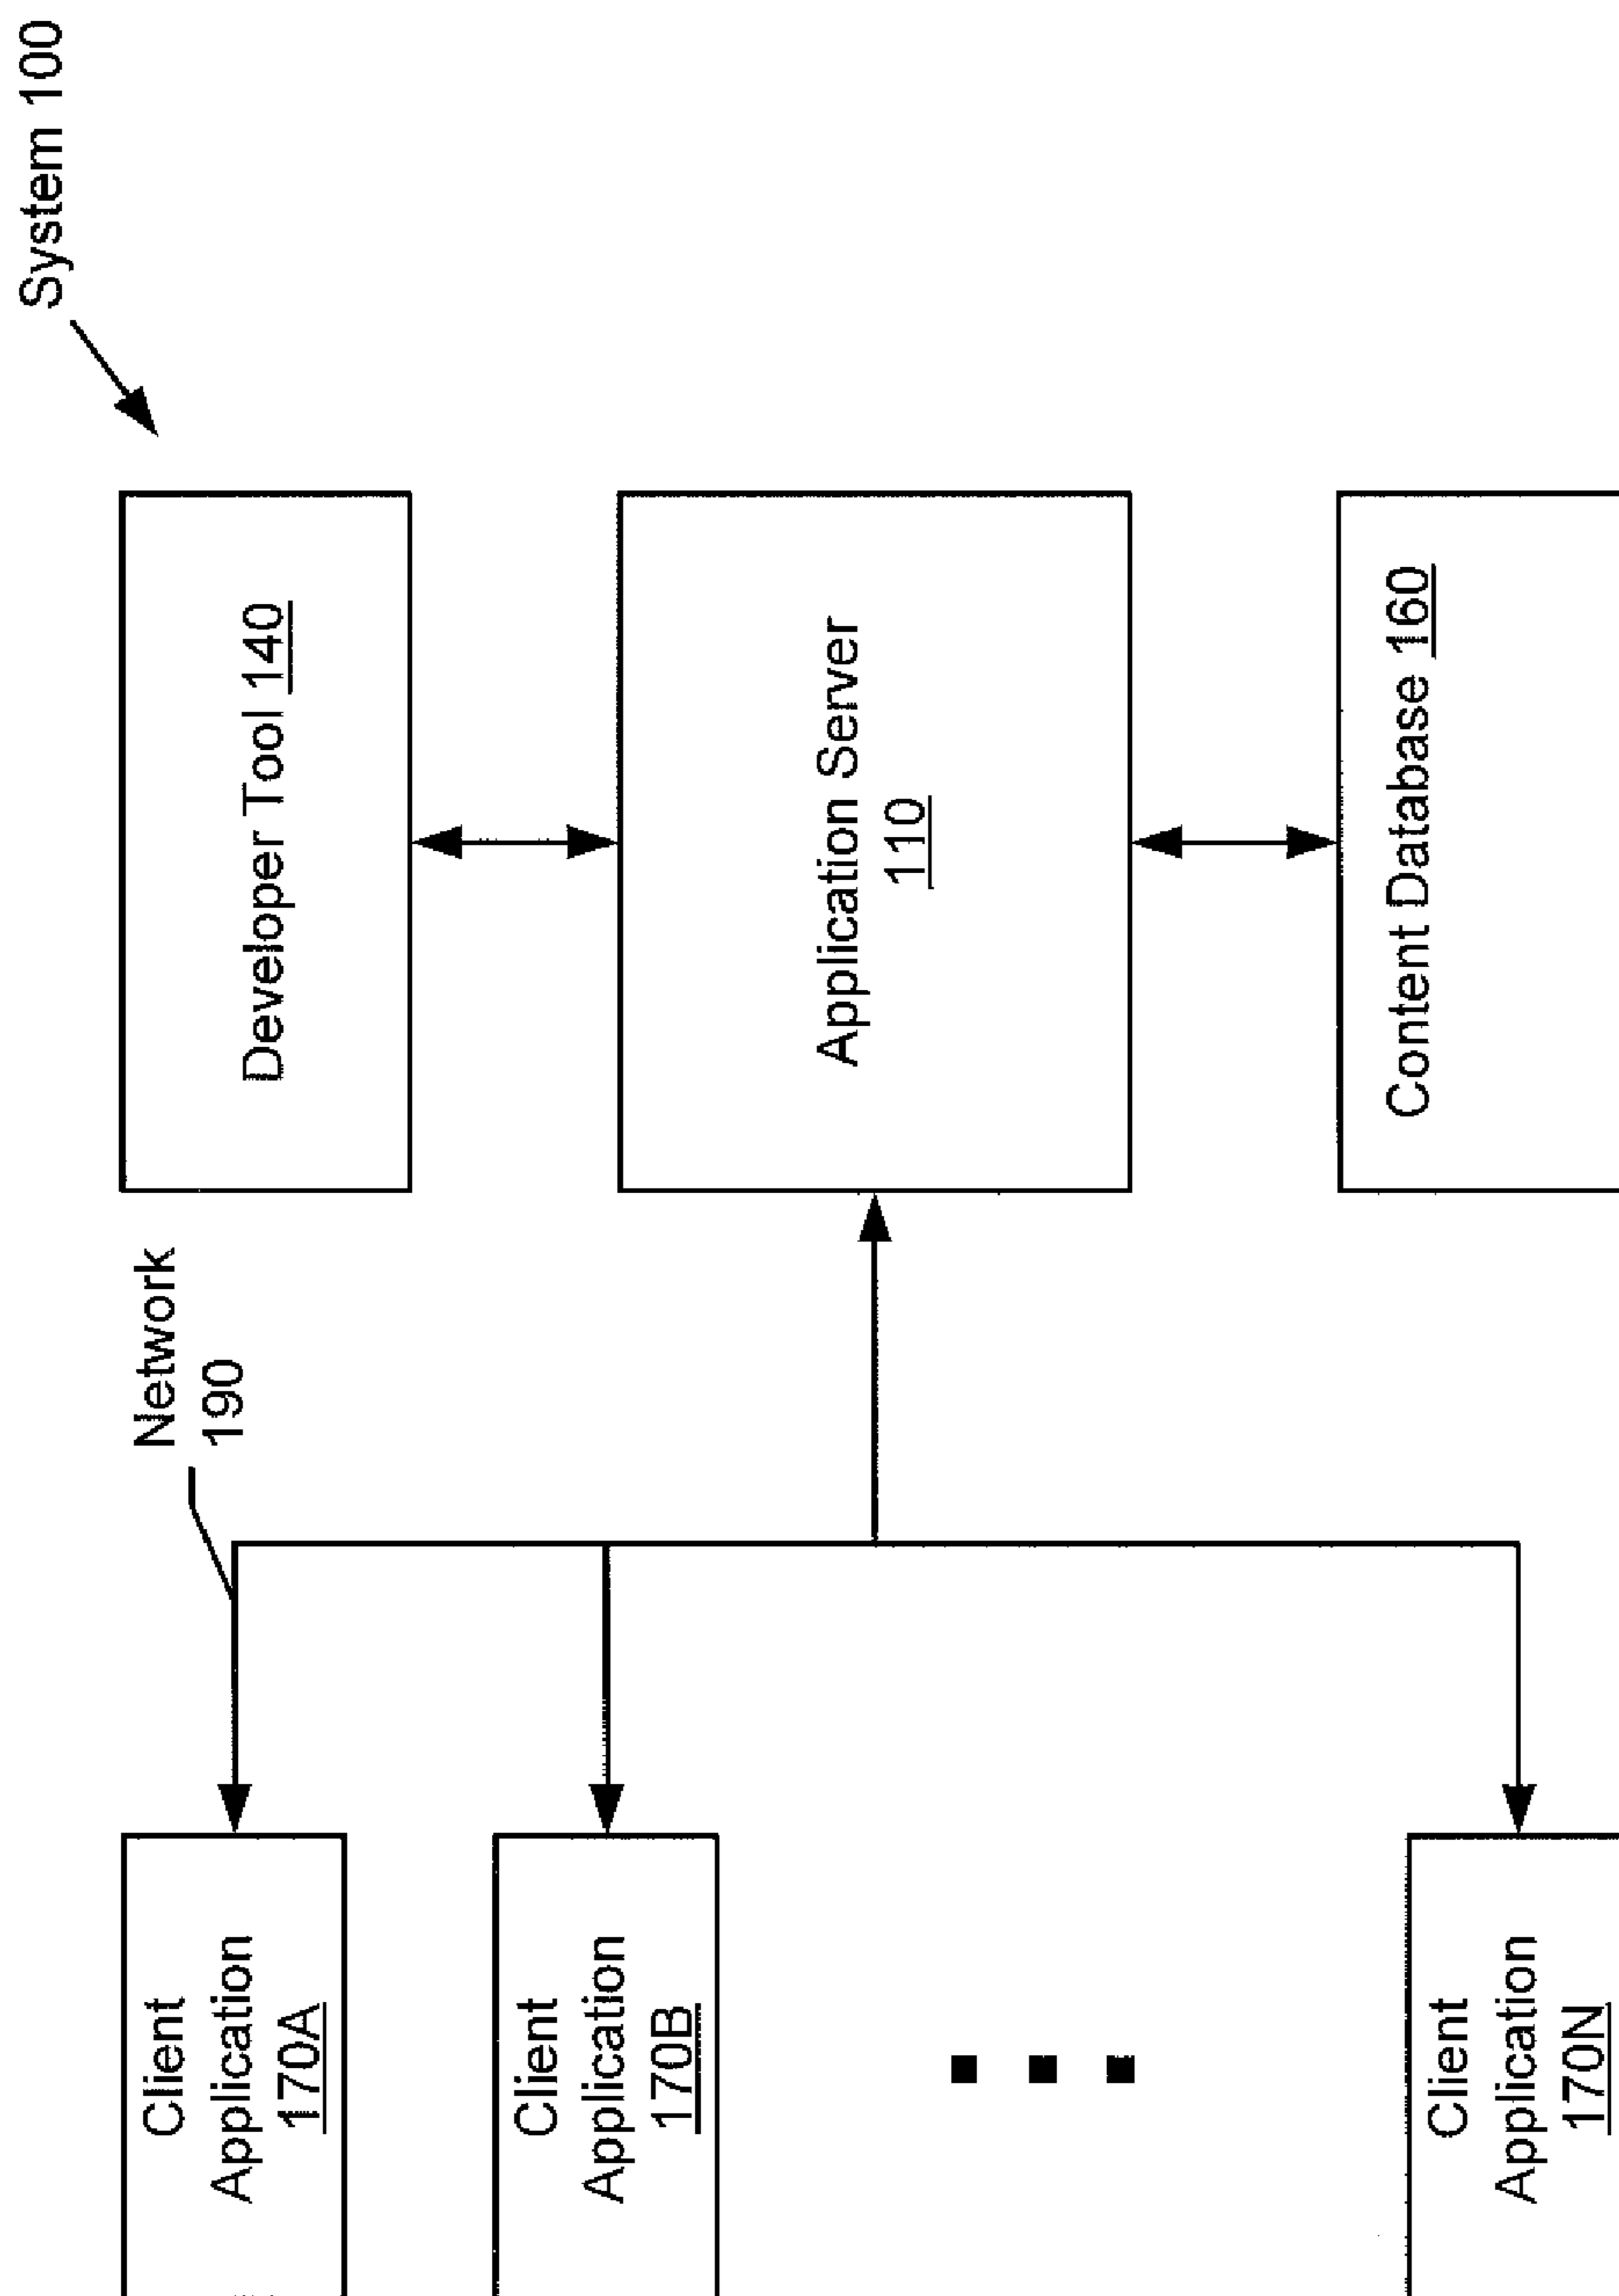 System 100
Developer Tool 140
Application Server
110
Content Database 160
Network
190
Client
Application
170A
Client
Application
170B
Client
Application
170N